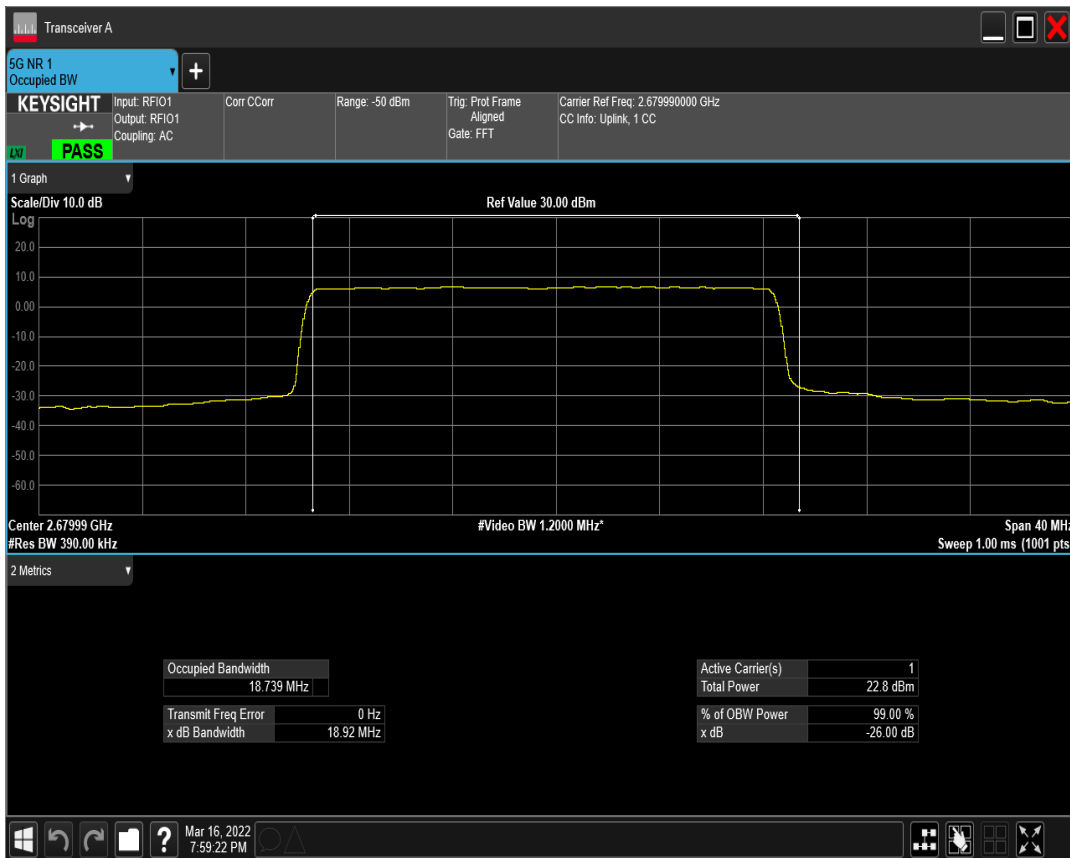 Transceiver A
5G NR 1
Occupied BW
KEYSIGHT
LXI
PASS
Input: RFIO1
Output: RFIO1
Coupling: AC
Corr CCorr
Range: -50 dBm
Trig: Prot Frame
Aligned
Gate: FFT
Carrier Ref Freq: 2.679990000 GHz
CC Info: Uplink, 1 CC
1 Graph
Scale/Div 10.0 dB
Ref Value 30.00 dBm
Log
20.0
10.0
0.00
-10.0
-20.0
-30.0
-40.0
-50.0
-60.0
Center 2.67999 GHz
#Video BW 1.2000 MHz*
Span 40 MHz
#Res BW 390.00 kHz
Sweep 1.00 ms (1001 pts
2 Metrics
Occupied Bandwidth
18.739 MHz
Transmit Freq Error 0 Hz
x dB Bandwidth 18.92 MHz
Active Carrier(s) 1
Total Power 22.8 dBm
% of OBW Power 99.00 %
x dB -26.00 dB
?
Mar 16, 2022
7:59:22 PM